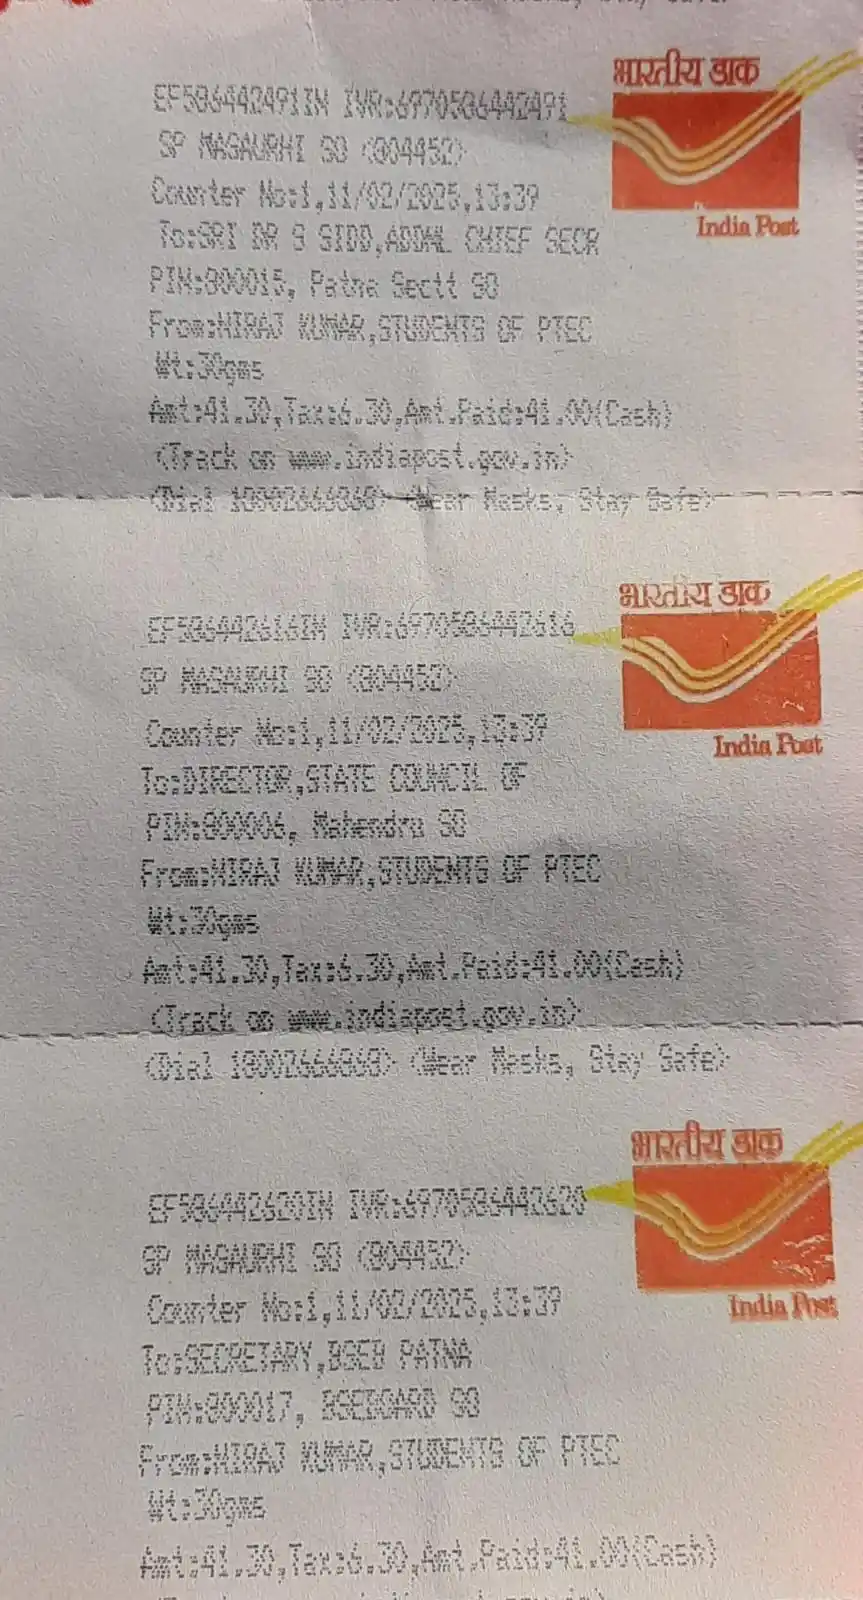 भारतीय डाक
India Post
EF586442491IN IVR:6970586442491
SP MASAURHI SO <804452>
Counter No:1,11/02/2025,13:39
To:SRI DR S SIDD,ADDNL CHIEF SECR
PIN:800015, Patna Sectt SO
From:NIRAJ KUMAR,STUDENTS OF PTEC
Wt:30gms
Amt:41.30,Tax:6.30,Amt.Paid:41.00(Cash)
<Track on www.indiapost.gov.in>
<Dial 18002666868> <Wear Masks, Stay Safe>
भारतीय डाक
India Post
EF586442616IN IVR:6970586442616
SP MASAURHI SO <804452>
Counter No:1,11/02/2025,13:39
To:DIRECTOR,STATE COUNCIL OF
PIN:800006, Mahendru SO
From:NIRAJ KUMAR,STUDENTS OF PTEC
Wt:30gms
Amt:41.30,Tax:6.30,Amt.Paid:41.00(Cash)
<Track on www.indiapost.gov.in>
<Dial 18002666868> <Wear Masks, Stay Safe>
भारतीय डाक
India Post
EF586442620IN IVR:6970586442620
SP MASAURHI SO <804452>
Counter No:1,11/02/2025,13:39
To:SECRETARY,BSEB PATNA
PIN:800017, BSEBOARD SO
From:NIRAJ KUMAR,STUDENTS OF PTEC
Wt:30gms
Amt:41.30,Tax:6.30,Amt.Paid:41.00(Cash)